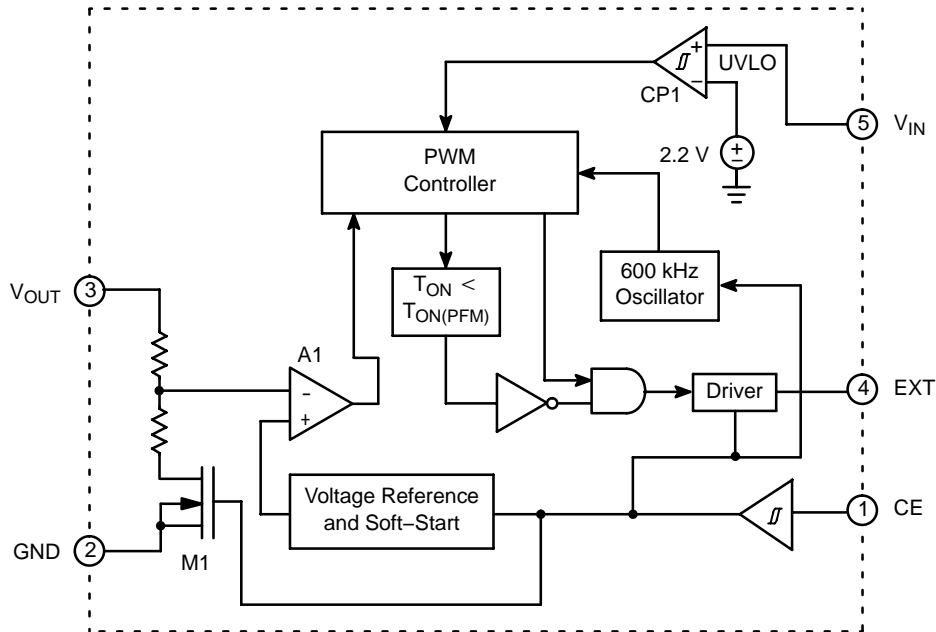 UVLO
CP1
5
V_IN
2.2 V
PWM
Controller
V_OUT
3
T_ON <
T_ON(PFM)
600 kHz
Oscillator
A1
Driver
4
EXT
Voltage Reference
and Soft−Start
1
CE
GND
2
M1